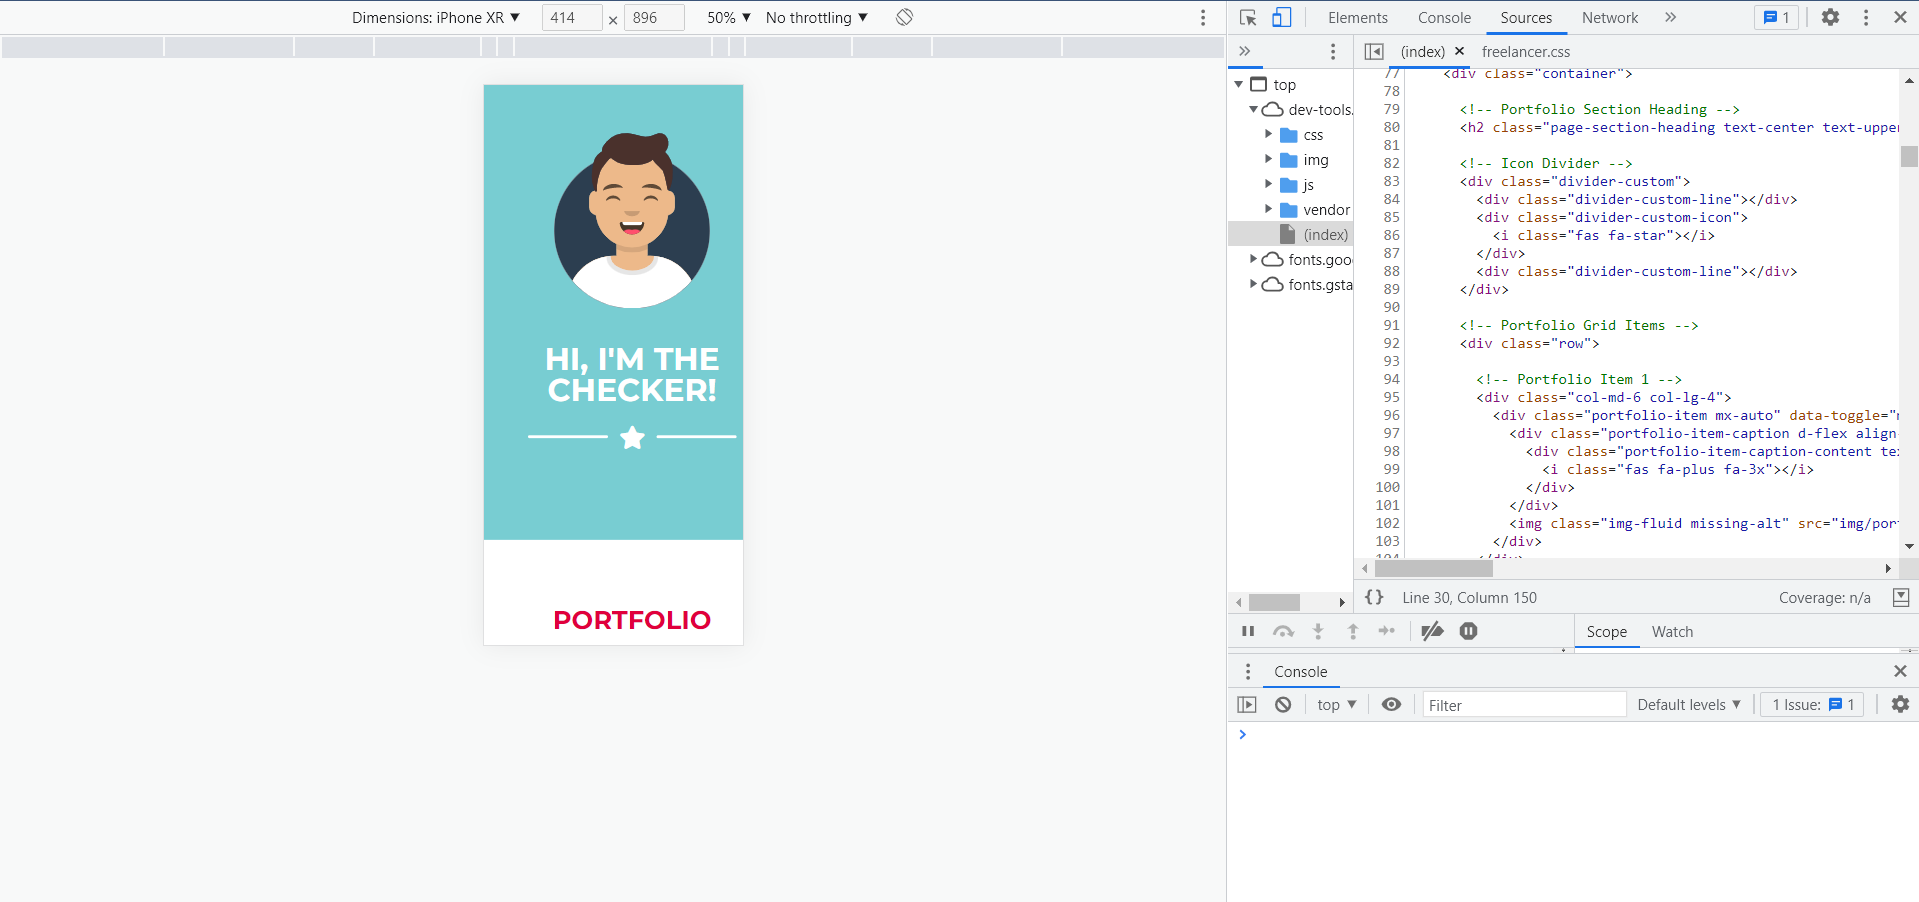 Dimensions: iPhone XR ▼ 414 × 896 50% ▼ No throttling ▼
Elements Console Sources Network » 1
» (index) × freelancer.css
HI, I'M THE
CHECKER!
PORTFOLIO
top
dev-tools.
css
img
js
vendor
(index)
fonts.goo
fonts.gsta
77 <div class="container">
78
79 <!-- Portfolio Section Heading -->
80 <h2 class="page-section-heading text-center text-upper
81
82 <!-- Icon Divider -->
83 <div class="divider-custom">
84 <div class="divider-custom-line"></div>
85 <div class="divider-custom-icon">
86 <i class="fas fa-star"></i>
87 </div>
88 <div class="divider-custom-line"></div>
89 </div>
90
91 <!-- Portfolio Grid Items -->
92 <div class="row">
93
94 <!-- Portfolio Item 1 -->
95 <div class="col-md-6 col-lg-4">
96 <div class="portfolio-item mx-auto" data-toggle="
97 <div class="portfolio-item-caption d-flex align
98 <div class="portfolio-item-caption-content te
99 <i class="fas fa-plus fa-3x"></i>
100 </div>
101 </div>
102 <img class="img-fluid missing-alt" src="img/por
103 </div>
104 </div>
{} Line 30, Column 150 Coverage: n/a
Scope Watch
Console
top ▼ Filter Default levels ▼ 1 Issue: 1
>